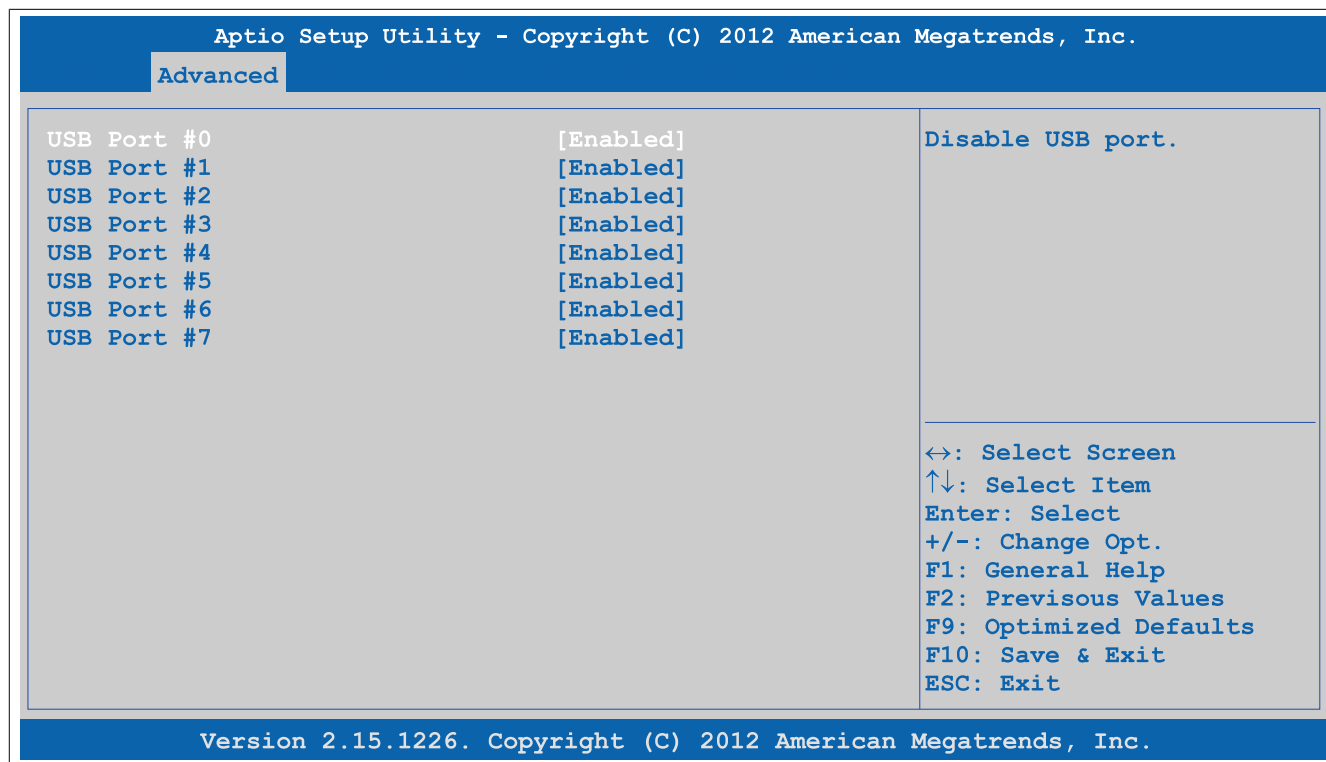 Aptio Setup Utility - Copyright (C) 2012 American Megatrends, Inc.
Advanced
USB Port #0 [Enabled]
USB Port #1 [Enabled]
USB Port #2 [Enabled]
USB Port #3 [Enabled]
USB Port #4 [Enabled]
USB Port #5 [Enabled]
USB Port #6 [Enabled]
USB Port #7 [Enabled]
Disable USB port.
↔: Select Screen
↑↓: Select Item
Enter: Select
+/-: Change Opt.
F1: General Help
F2: Previsous Values
F9: Optimized Defaults
F10: Save & Exit
ESC: Exit
Version 2.15.1226. Copyright (C) 2012 American Megatrends, Inc.